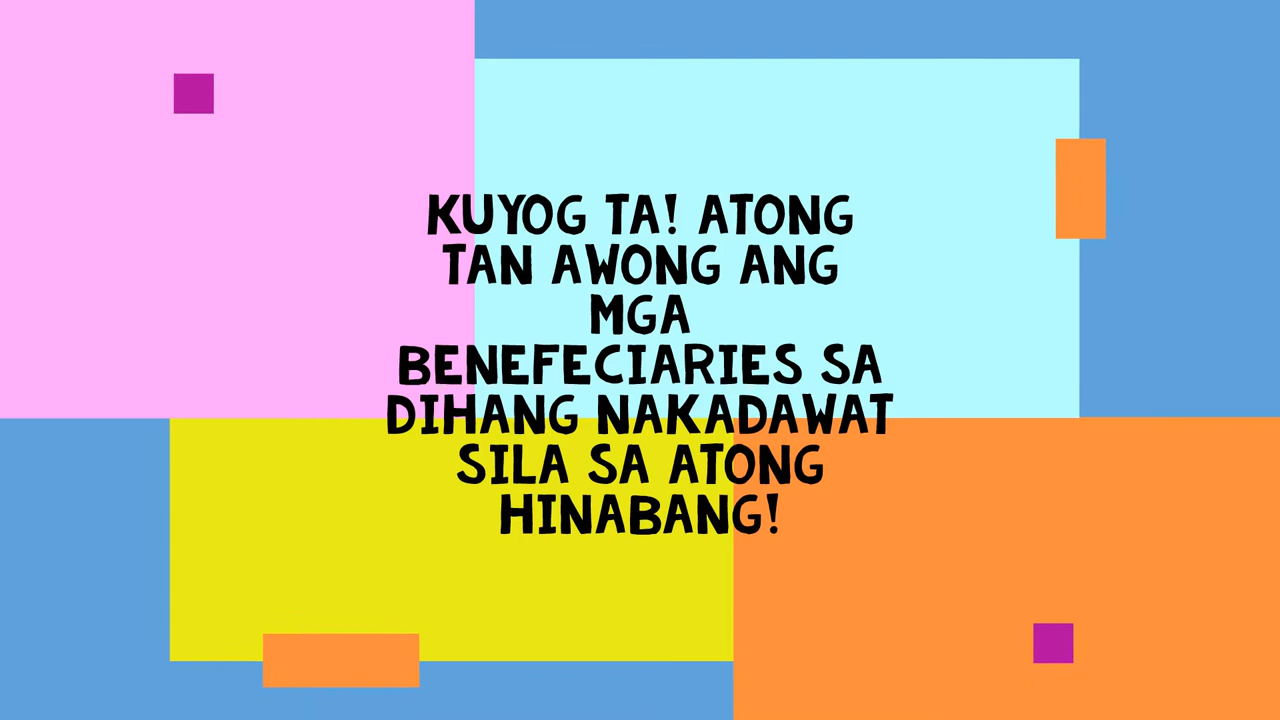 KUYOG TA! ATONG
TAN AWONG ANG
MGA
BENEFECIARIES SA
DIHANG NAKADAWAT
SILA SA ATONG
HINABANG!